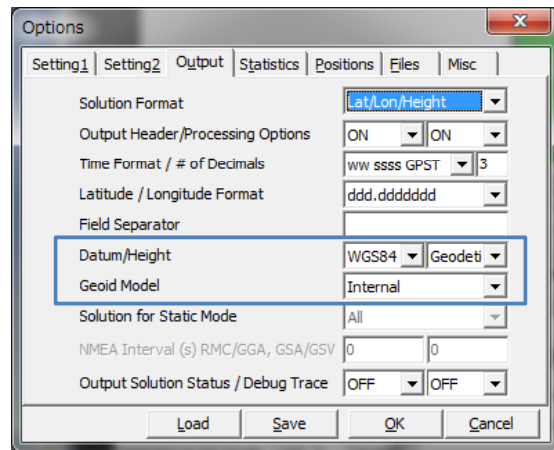 Options
Setting1 Setting2 Output Statistics Positions Files Misc
Solution Format Lat/Lon/Height
Output Header/Processing Options ON ON
Time Format / # of Decimals ww ssss GPST 3
Latitude / Longitude Format ddd.ddddddd
Field Separator
Datum/Height WGS84 Geodeti
Geoid Model Internal
Solution for Static Mode All
NMEA Interval (s) RMC/GGA, GSA/GSV 0 0
Output Solution Status / Debug Trace OFF OFF
Load Save OK Cancel